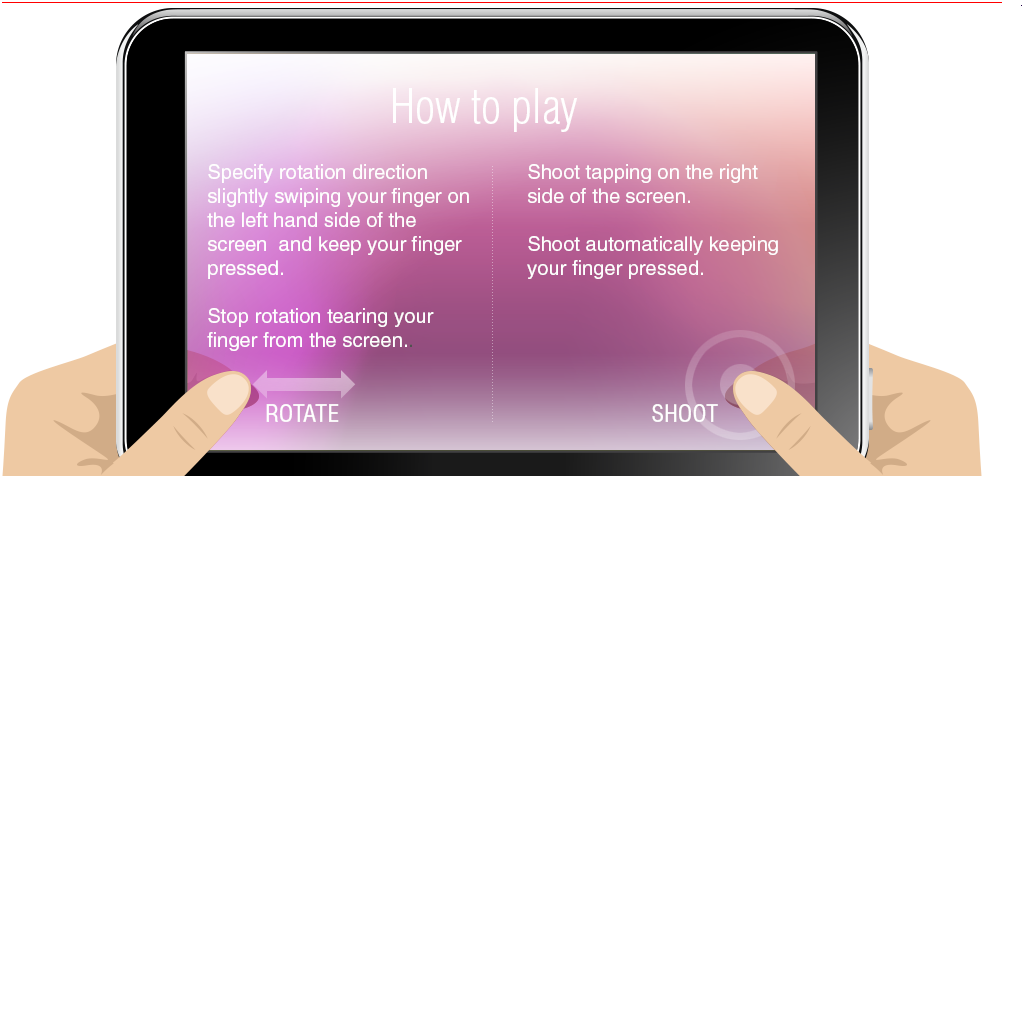 How to play
Specify rotation direction
slightly swiping your finger on
the left hand side of the
screen  and keep your finger
pressed.
Stop rotation tearing your
finger from the screen.
ROTATE
Shoot tapping on the right
side of the screen.
Shoot automatically keeping
your finger pressed.
SHOOT